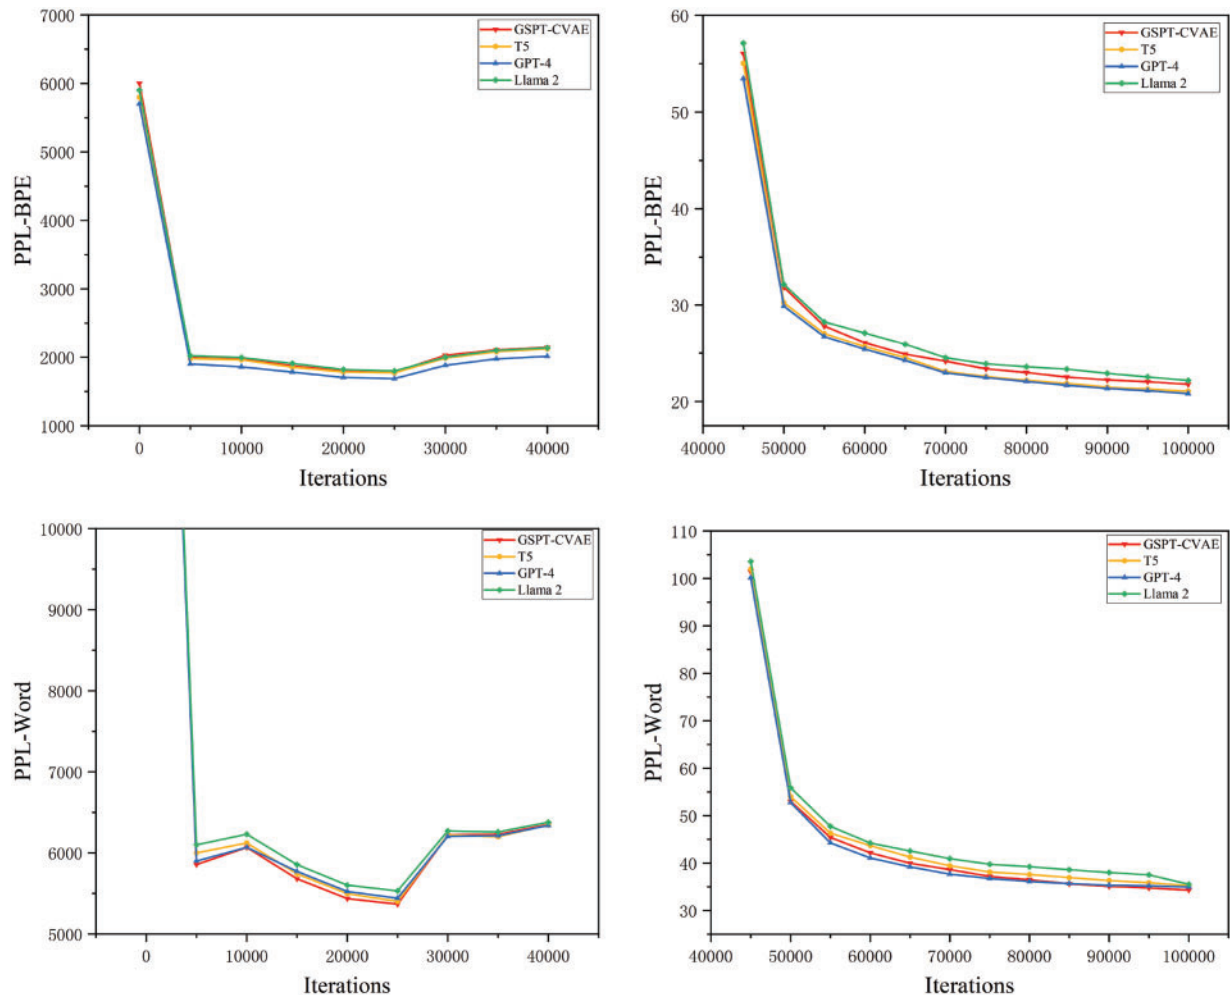 7000
6000
5000
4000
3000
2000
1000
PPL-BPE
0
10000
20000
30000
40000
Iterations
GSPT-CVAE
T5
GPT-4
Llama 2
60
50
40
30
20
PPL-BPE
40000
50000
60000
70000
80000
90000
100000
Iterations
GSPT-CVAE
T5
GPT-4
Llama 2
10000
9000
8000
7000
6000
5000
PPL-Word
0
10000
20000
30000
40000
Iterations
GSPT-CVAE
T5
GPT-4
Llama 2
110
100
90
80
70
60
50
40
30
PPL-Word
40000
50000
60000
70000
80000
90000
100000
Iterations
GSPT-CVAE
T5
GPT-4
Llama 2